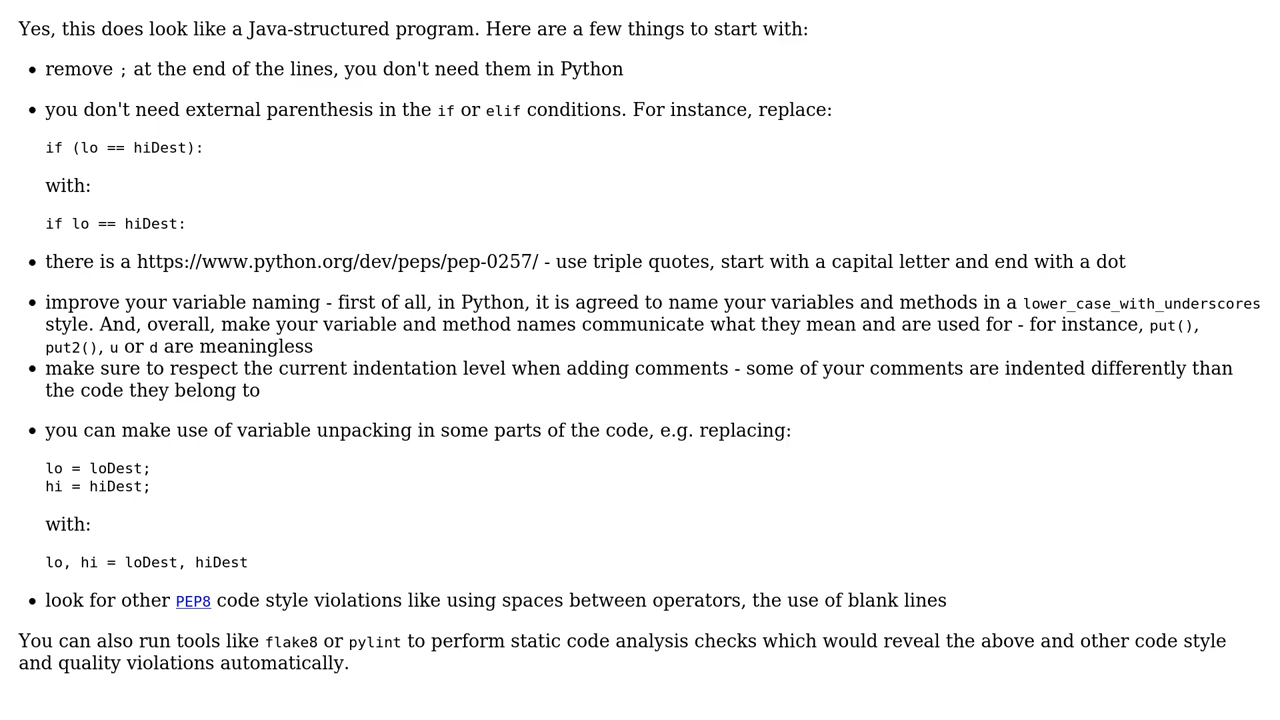 Yes, this does look like a Java-structured program. Here are a few things to start with:
• remove ; at the end of the lines, you don't need them in Python
• you don't need external parenthesis in the if or elif conditions. For instance, replace:
if (lo == hiDest):
with:
if lo == hiDest:
• there is a https://www.python.org/dev/peps/pep-0257/ - use triple quotes, start with a capital letter and end with a dot
• improve your variable naming - first of all, in Python, it is agreed to name your variables and methods in a lower_case_with_underscores
style. And, overall, make your variable and method names communicate what they mean and are used for - for instance, put(),
put2(), u or d are meaningless
• make sure to respect the current indentation level when adding comments - some of your comments are indented differently than
the code they belong to
• you can make use of variable unpacking in some parts of the code, e.g. replacing:
lo = loDest;
hi = hiDest;
with:
lo, hi = loDest, hiDest
• look for other PEP8 code style violations like using spaces between operators, the use of blank lines
You can also run tools like flake8 or pylint to perform static code analysis checks which would reveal the above and other code style
and quality violations automatically.